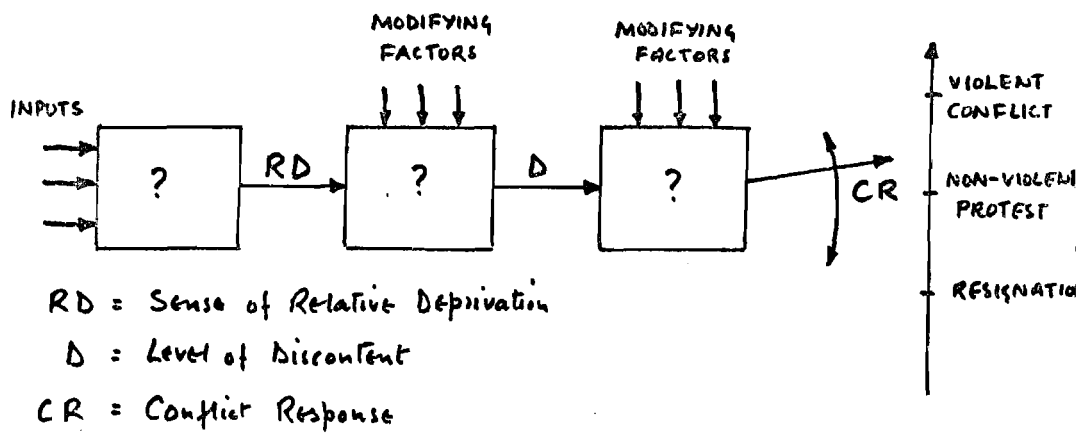 MODIFYING
FACTORS
MODIFYING
FACTORS
INPUTS
VIOLENT
CONFLICT
?
RD
?
D
?
CR
NON-VIOLENT
PROTEST
RESIGNATIO
RD = Sense of Relative Deprivation
D = Level of Discontent
CR = Conflict Response